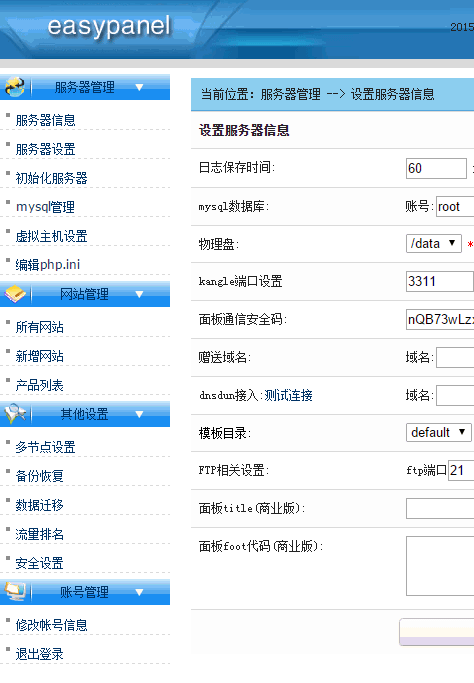 easypanel
2015
服务器管理
服务器信息
服务器设置
初始化服务器
mysql管理
虚拟主机设置
编辑php.ini
网站管理
所有网站
新增网站
产品列表
其他设置
多节点设置
备份恢复
数据迁移
流量排名
安全设置
账号管理
修改帐号信息
退出登录
当前位置：服务器管理 --> 设置服务器信息
设置服务器信息
日志保存时间: 60
mysql数据库: 账号: root
物理盘: /data *
kangle端口设置 3311
面板通信安全码: nQB73wLz
赠送域名: 域名:
dnsdun接入:测试连接 域名:
模板目录: default
FTP相关设置: ftp端口 21
面板title(商业版):
面板foot代码(商业版):